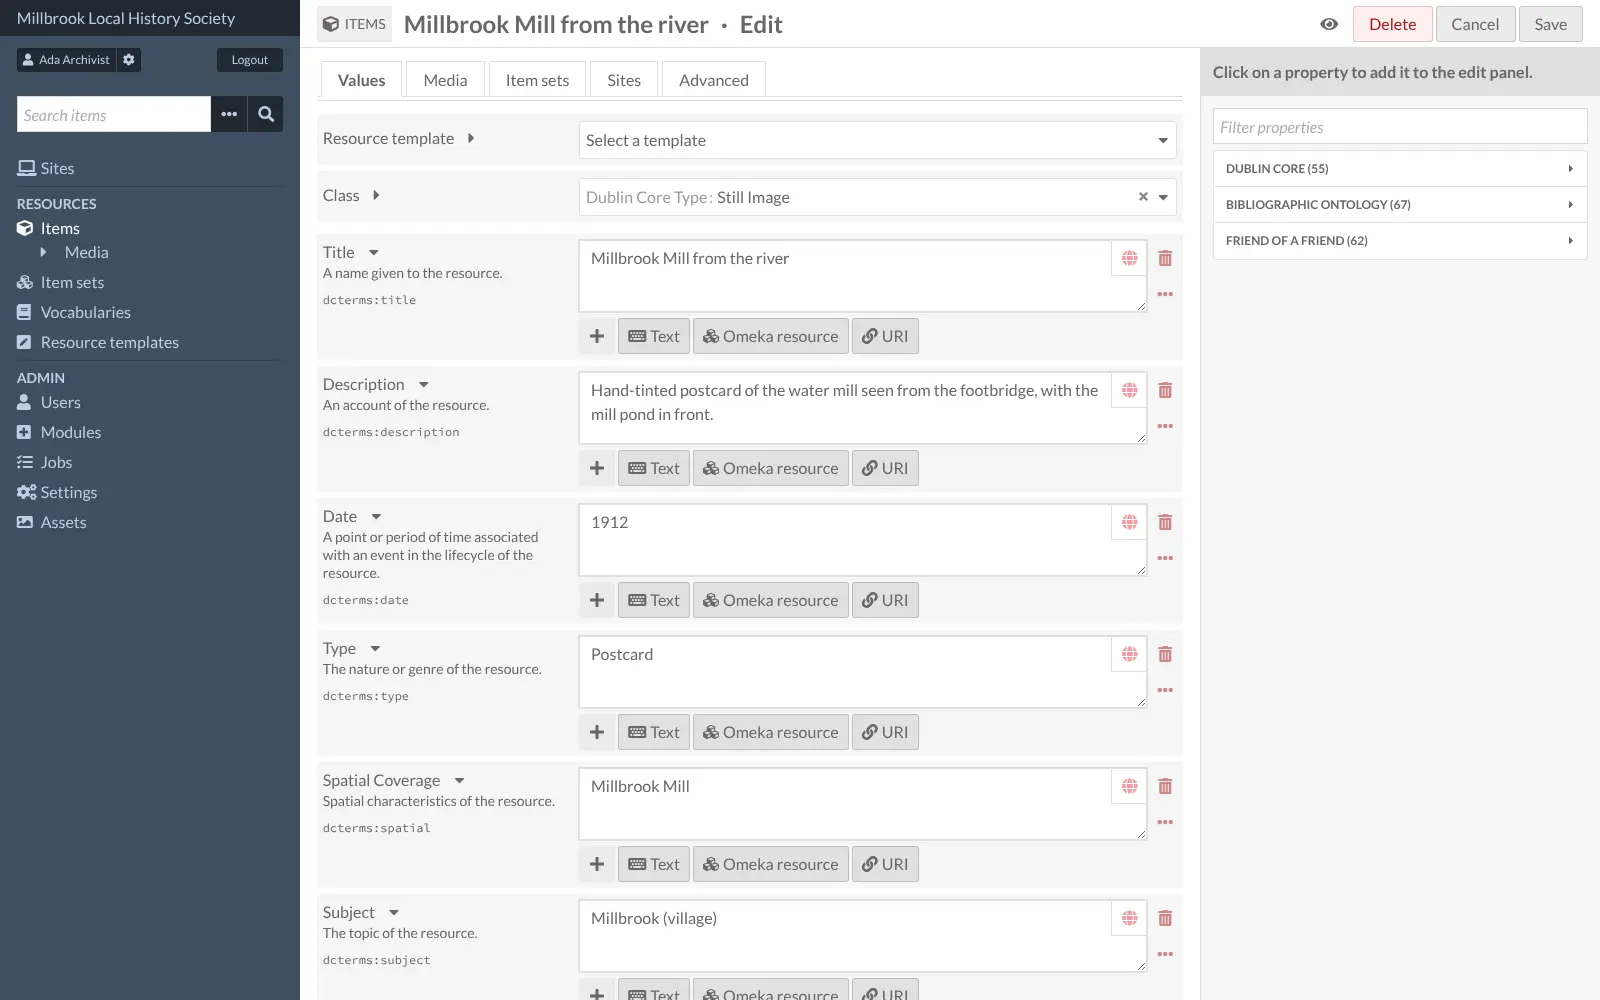 Millbrook Local History Society
Ada Archivist
Logout
Search items
Sites
RESOURCES
Items
Media
Item sets
Vocabularies
Resource templates
ADMIN
Users
Modules
Jobs
Settings
Assets
ITEMS
Millbrook Mill from the river · Edit
Delete
Cancel
Save
Values
Media
Item sets
Sites
Advanced
Resource template
Select a template
Class
Dublin Core Type : Still Image
Title
A name given to the resource.
dcterms:title
Millbrook Mill from the river
Text
Omeka resource
URI
Description
An account of the resource.
dcterms:description
Hand-tinted postcard of the water mill seen from the footbridge, with the
mill pond in front.
Text
Omeka resource
URI
Date
A point or period of time associated
with an event in the lifecycle of the
resource.
dcterms:date
1912
Text
Omeka resource
URI
Type
The nature or genre of the resource.
dcterms:type
Postcard
Text
Omeka resource
URI
Spatial Coverage
Spatial characteristics of the resource.
dcterms:spatial
Millbrook Mill
Text
Omeka resource
URI
Subject
The topic of the resource.
dcterms:subject
Millbrook (village)
Text
Omeka resource
URI
Click on a property to add it to the edit panel.
Filter properties
DUBLIN CORE (55)
BIBLIOGRAPHIC ONTOLOGY (67)
FRIEND OF A FRIEND (62)